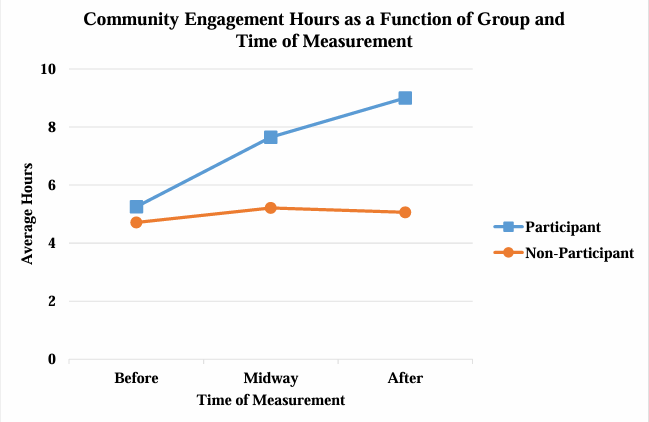 Community Engagement Hours as a Function of Group and
Time of Measurement
10
8
6
4
2
0
Average Hours
Before
Midway
After
Time of Measurement
Participant
Non-Participant